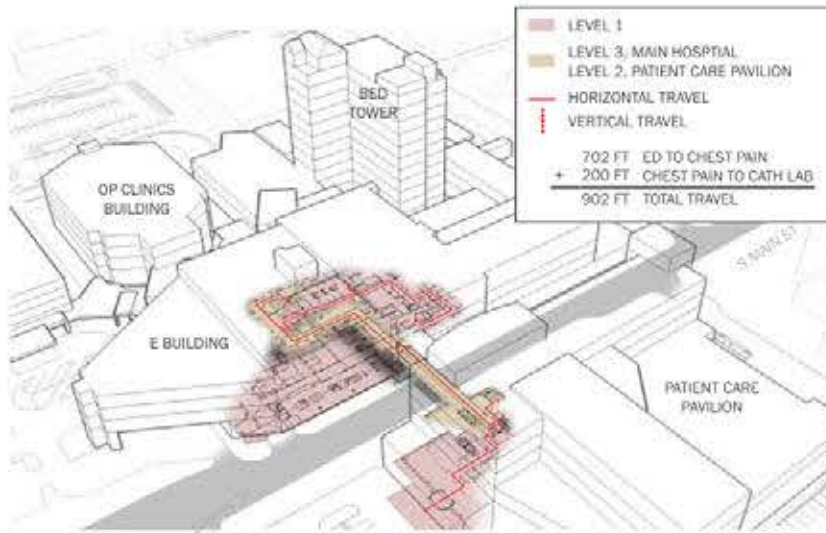 LEVEL 1
LEVEL 3, MAIN HOSPTIAL
LEVEL 2, PATIENT CARE PAVILION
HORIZONTAL TRAVEL
VERTICAL TRAVEL
702 FT ED TO CHEST PAIN
+ 200 FT CHEST PAIN TO CATH LAB
902 FT TOTAL TRAVEL
BED
TOWER
OP CLINICS
BUILDING
S MAIN ST
E BUILDING
PATIENT CARE
PAVILION